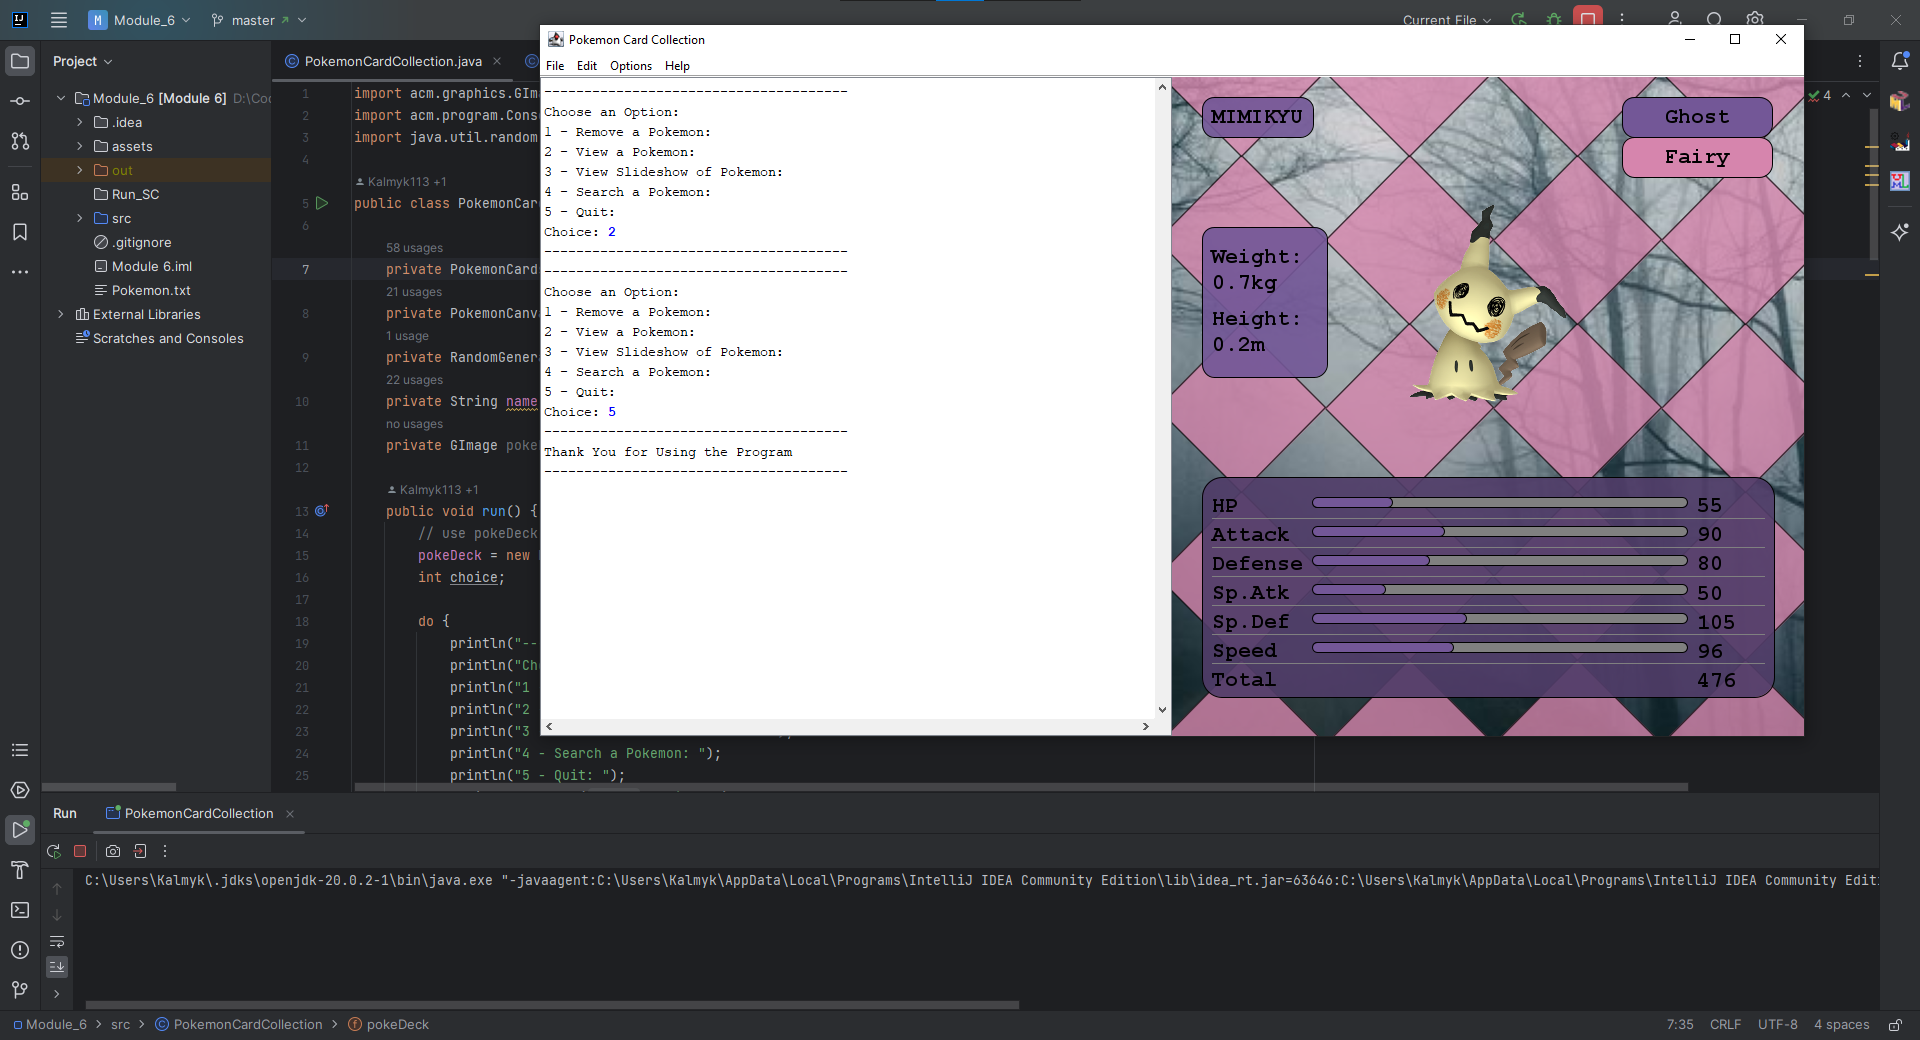 Module_6
master
Current File
Project
Module_6 [Module 6] D:\Co
.idea
assets
out
Run_SC
src
.gitignore
Module 6.iml
Pokemon.txt
External Libraries
Scratches and Consoles
PokemonCardCollection.java
1 import acm.graphics.GIm
2 import acm.program.Cons
3 import java.util.random
4
Kalmyk113 +1
5 public class PokemonCar
6
58 usages
7 private PokemonCard
21 usages
8 private PokemonCanv
1 usage
9 private RandomGener
22 usages
10 private String name
no usages
11 private GImage poke
12
Kalmyk113 +1
13 public void run() {
14 // use pokeDeck
15 pokeDeck = new
16 int choice;
17
18 do {
19 println("--
20 println("Ch
21 println("1
22 println("2
23 println("3
24 println("4 - Search a Pokemon: ");
25 println("5 - Quit: ");
4
Pokemon Card Collection
File Edit Options Help
--------------------------------------
Choose an Option:
1 - Remove a Pokemon:
2 - View a Pokemon:
3 - View Slideshow of Pokemon:
4 - Search a Pokemon:
5 - Quit:
Choice: 2
--------------------------------------
--------------------------------------
Choose an Option:
1 - Remove a Pokemon:
2 - View a Pokemon:
3 - View Slideshow of Pokemon:
4 - Search a Pokemon:
5 - Quit:
Choice: 5
--------------------------------------
Thank You for Using the Program
--------------------------------------
MIMIKYU
Ghost
Fairy
Weight:
0.7kg
Height:
0.2m
HP 55
Attack 90
Defense 80
Sp.Atk 50
Sp.Def 105
Speed 96
Total 476
Run PokemonCardCollection
C:\Users\Kalmyk\.jdks\openjdk-20.0.2-1\bin\java.exe "-javaagent:C:\Users\Kalmyk\AppData\Local\Programs\IntelliJ IDEA Community Edition\lib\idea_rt.jar=63646:C:\Users\Kalmyk\AppData\Local\Programs\IntelliJ IDEA Community Edit
Module_6 > src > PokemonCardCollection > pokeDeck
7:35 CRLF UTF-8 4 spaces